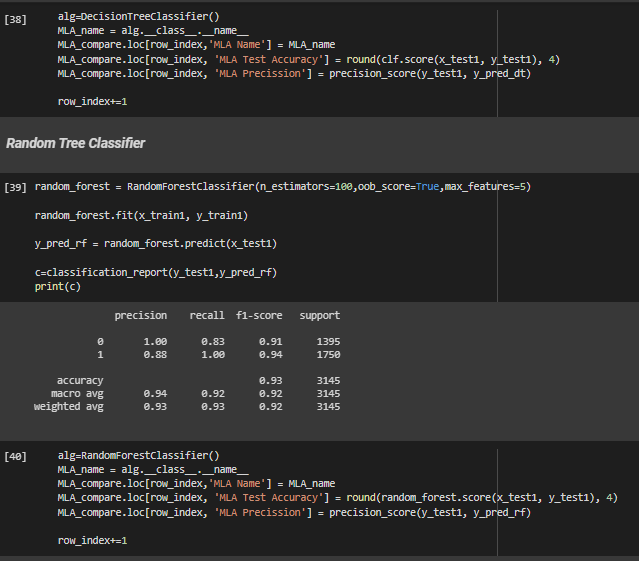 [38] alg=DecisionTreeClassifier()
MLA_name = alg.__class__.__name__
MLA_compare.loc[row_index,'MLA Name'] = MLA_name
MLA_compare.loc[row_index, 'MLA Test Accuracy'] = round(clf.score(x_test1, y_test1), 4)
MLA_compare.loc[row_index, 'MLA Precission'] = precision_score(y_test1, y_pred_dt)
row_index+=1
Random Tree Classifier
[39] random_forest = RandomForestClassifier(n_estimators=100,oob_score=True,max_features=5)
random_forest.fit(x_train1, y_train1)
y_pred_rf = random_forest.predict(x_test1)
c=classification_report(y_test1,y_pred_rf)
print(c)
precision recall f1-score support
0 1.00 0.83 0.91 1395
1 0.88 1.00 0.94 1750
accuracy 0.93 3145
macro avg 0.94 0.92 0.92 3145
weighted avg 0.93 0.93 0.92 3145
[40] alg=RandomForestClassifier()
MLA_name = alg.__class__.__name__
MLA_compare.loc[row_index,'MLA Name'] = MLA_name
MLA_compare.loc[row_index, 'MLA Test Accuracy'] = round(random_forest.score(x_test1, y_test1), 4)
MLA_compare.loc[row_index, 'MLA Precission'] = precision_score(y_test1, y_pred_rf)
row_index+=1